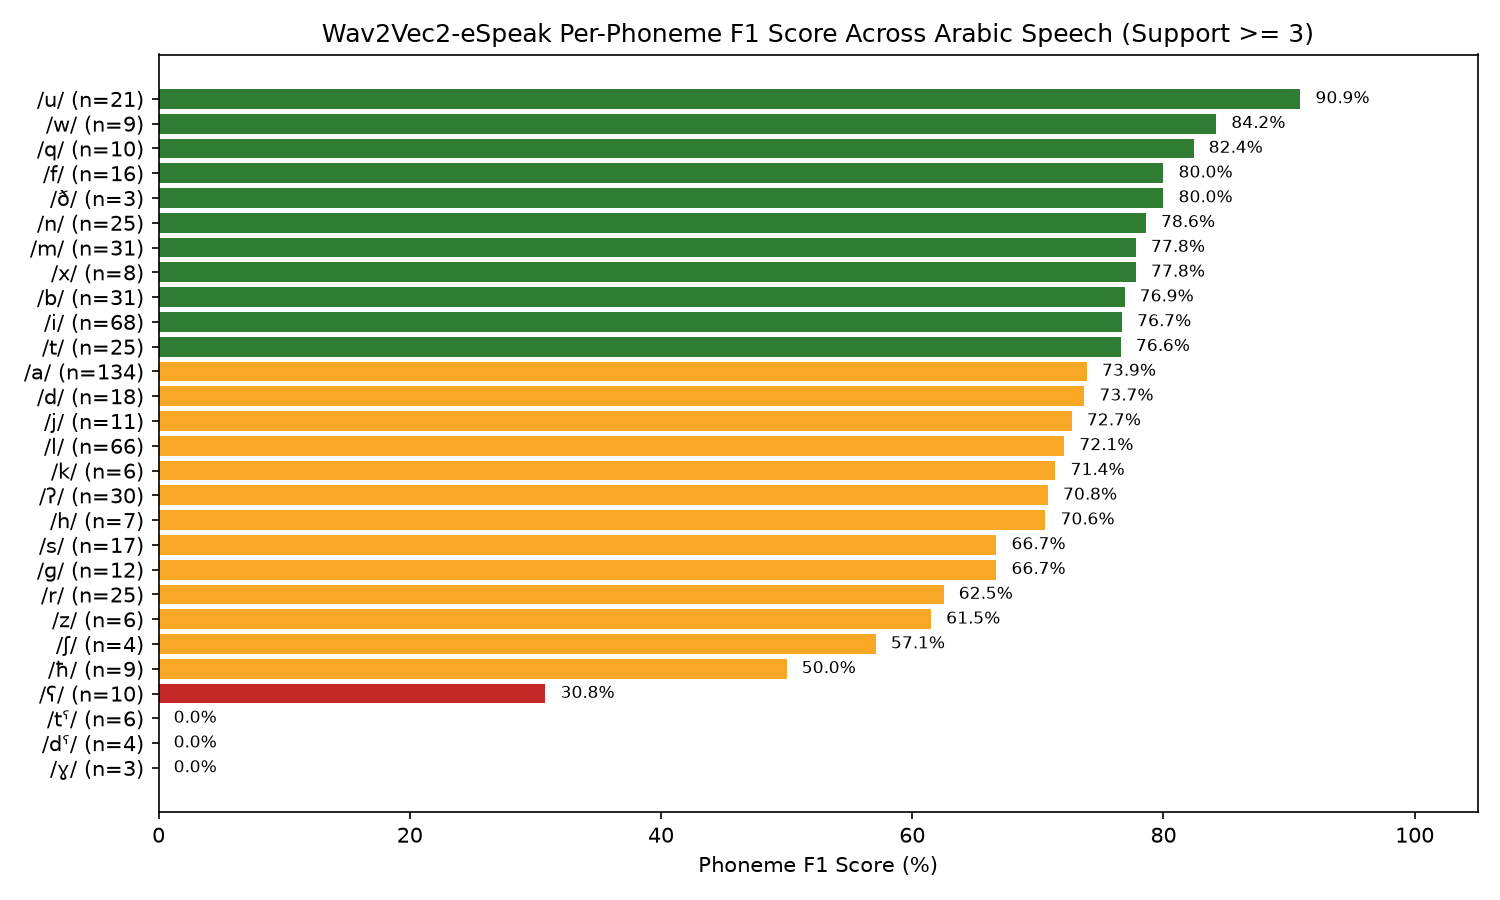 Wav2Vec2-eSpeak Per-Phoneme F1 Score Across Arabic Speech (Support >= 3)
/u/ (n=21) 90.9%
/w/ (n=9) 84.2%
/q/ (n=10) 82.4%
/f/ (n=16) 80.0%
/ð/ (n=3) 80.0%
/n/ (n=25) 78.6%
/m/ (n=31) 77.8%
/x/ (n=8) 77.8%
/b/ (n=31) 76.9%
/i/ (n=68) 76.7%
/t/ (n=25) 76.6%
/a/ (n=134) 73.9%
/d/ (n=18) 73.7%
/j/ (n=11) 72.7%
/l/ (n=66) 72.1%
/k/ (n=6) 71.4%
/ʔ/ (n=30) 70.8%
/h/ (n=7) 70.6%
/s/ (n=17) 66.7%
/g/ (n=12) 66.7%
/r/ (n=25) 62.5%
/z/ (n=6) 61.5%
/ʃ/ (n=4) 57.1%
/ħ/ (n=9) 50.0%
/ʕ/ (n=10) 30.8%
/tˤ/ (n=6) 0.0%
/dˤ/ (n=4) 0.0%
/ɣ/ (n=3) 0.0%
0 20 40 60 80 100
Phoneme F1 Score (%)